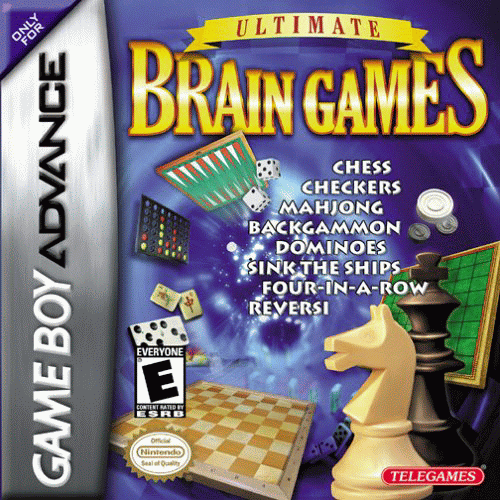 ONLY
FOR
GAME BOY ADVANCE
ULTIMATE
BRAIN GAMES
CHESS
CHECKERS
MAHJONG
BACKGAMMON
DOMINOES
SINK THE SHIPS
FOUR-IN-A-ROW
REVERSI
EVERYONE
E
CONTENT RATED BY
ESRB
Official
Nintendo
Seal of Quality
TELEGAMES